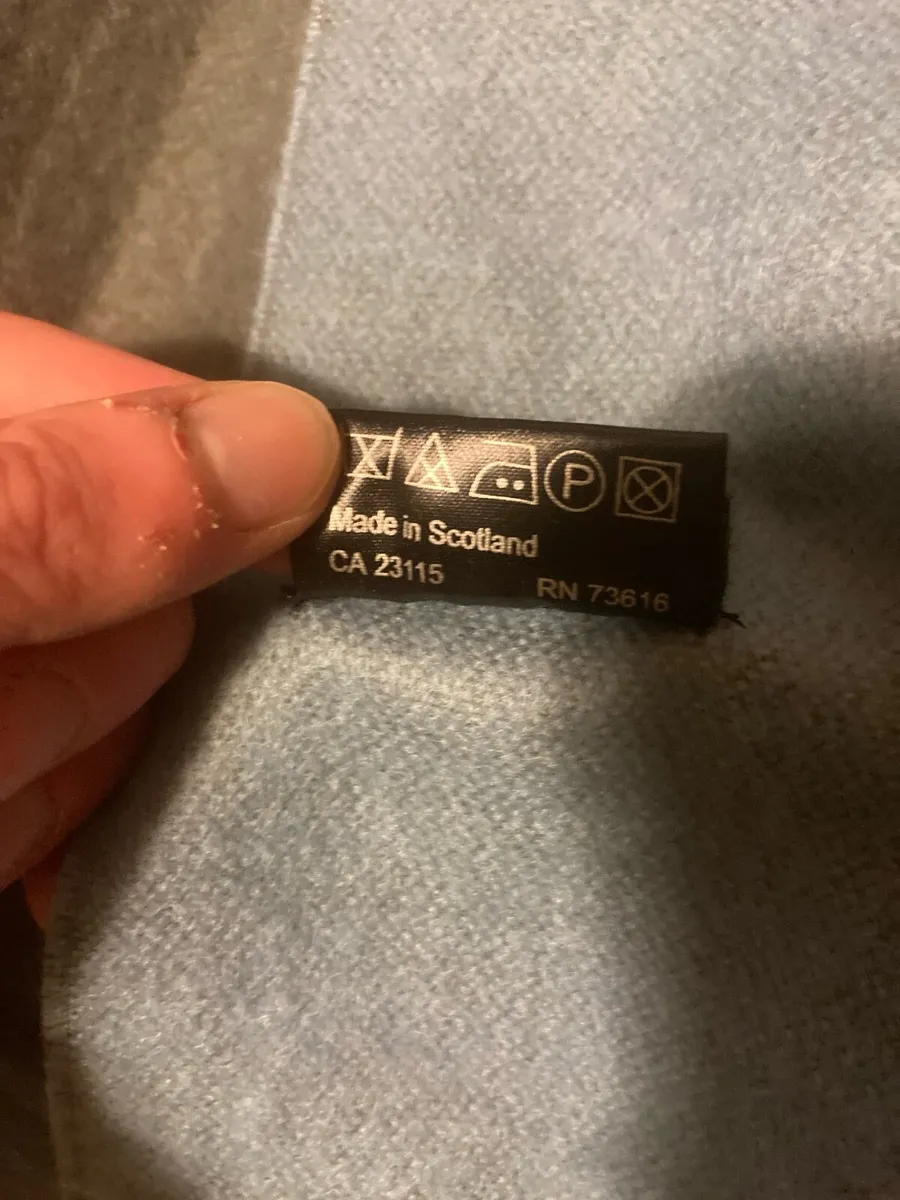 P
Made in Scotland
CA 23115
RN 73616